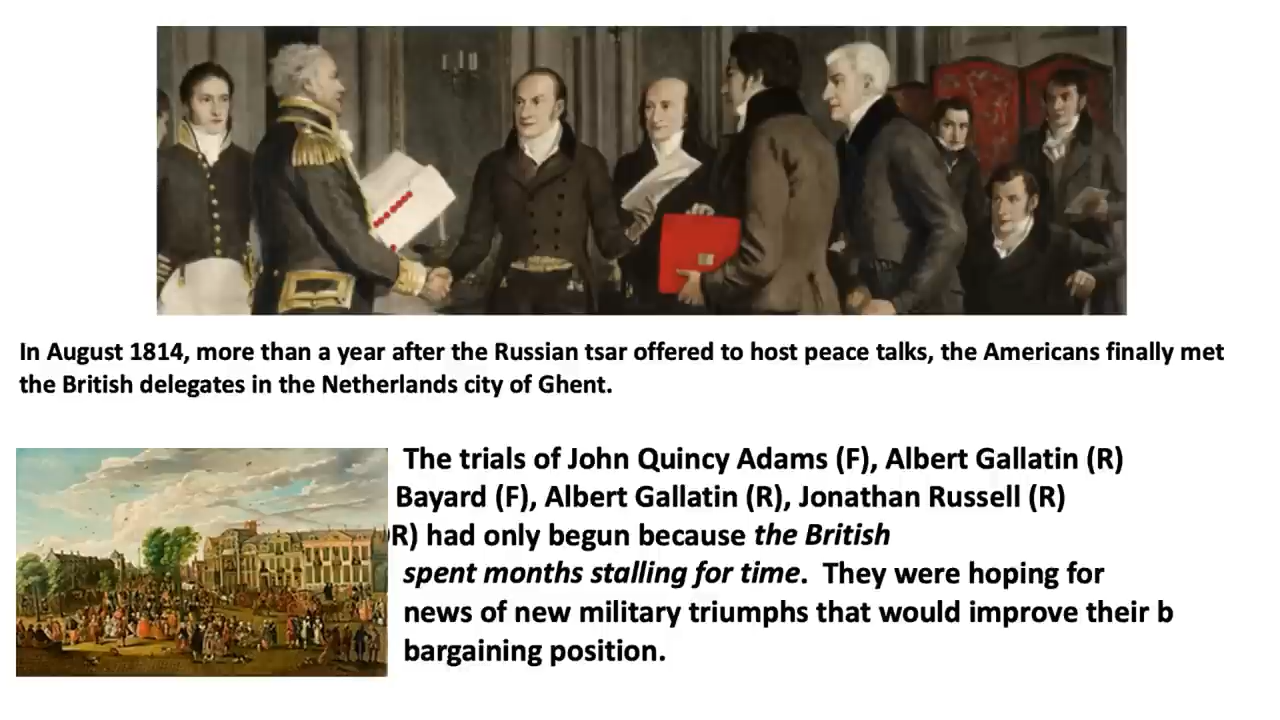 In August 1814, more than a year after the Russian tsar offered to host peace talks, the Americans finally met
the British delegates in the Netherlands city of Ghent.
The trials of John Quincy Adams (F), Albert Gallatin (R)
Bayard (F), Albert Gallatin (R), Jonathan Russell (R)
R) had only begun because the British
spent months stalling for time. They were hoping for
news of new military triumphs that would improve their b
bargaining position.